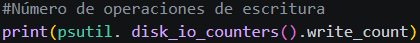 #Número de operaciones de escritura
print(psutil. disk_io_counters().write_count)